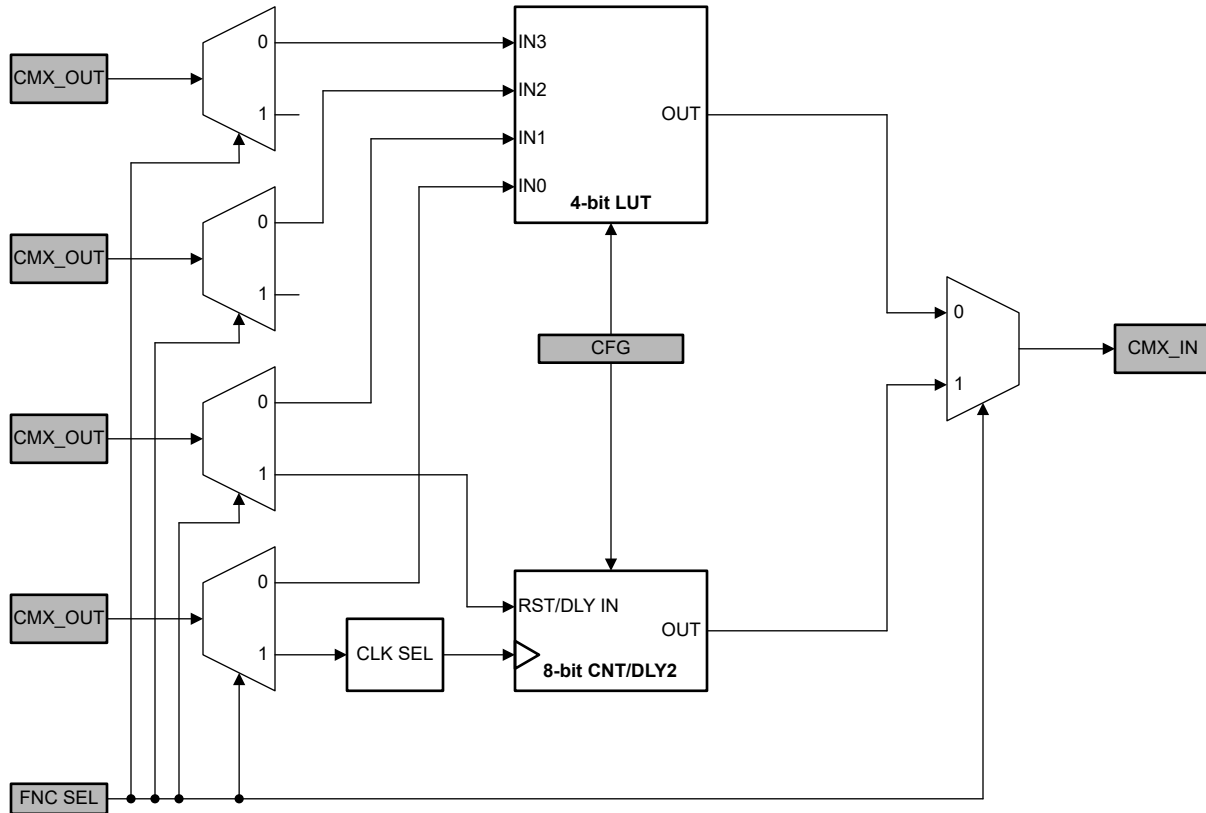 0
CMX_OUT
1
0
CMX_OUT
1
0
CMX_OUT
1
0
CMX_OUT
1
CLK SEL
FNC SEL
IN3
IN2
IN1
IN0
OUT
4-bit LUT
CFG
RST/DLY IN
OUT
8-bit CNT/DLY2
0
1
CMX_IN